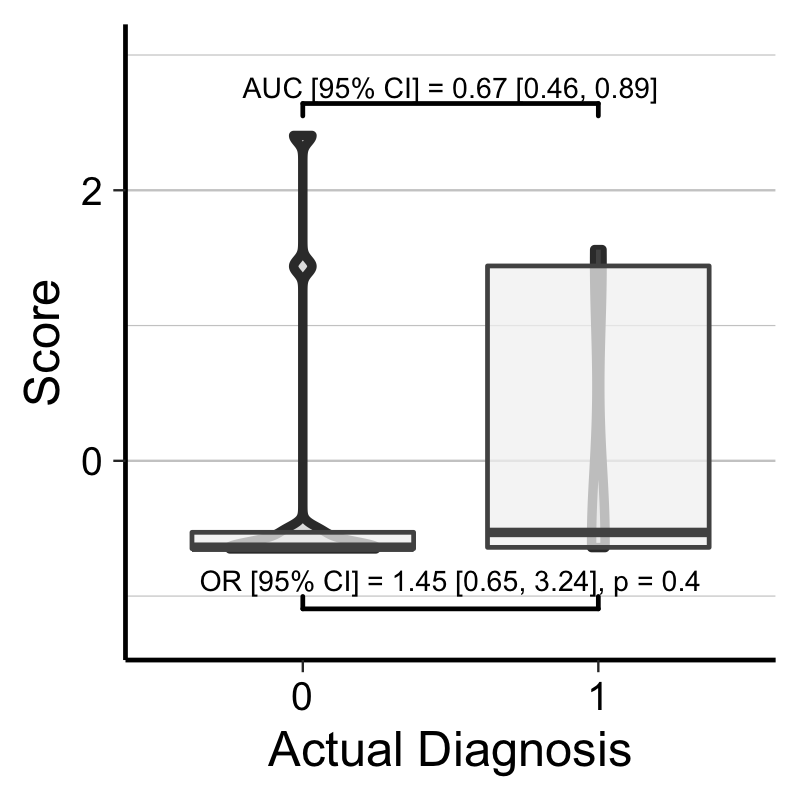 AUC [95% CI] = 0.67 [0.46, 0.89]
2
0
Score
OR [95% CI] = 1.45 [0.65, 3.24], p = 0.4
0 1
Actual Diagnosis